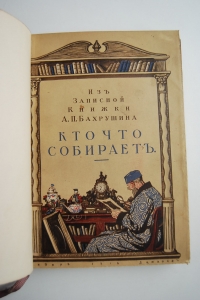 Изъ
Записной
Книжки
А.П. Бахрушина.
КТО ЧТО
СОБИРАЕТЪ.